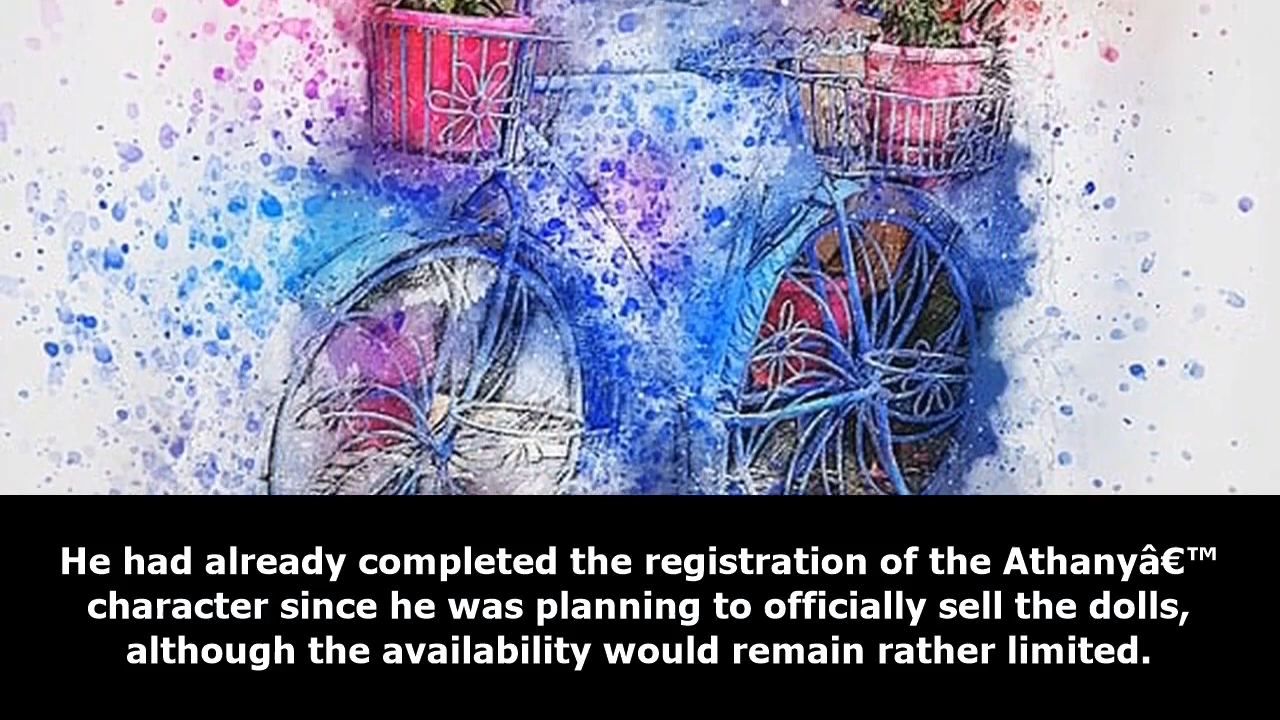 He had already completed the registration of the Athanyâ€™
character since he was planning to officially sell the dolls,
although the availability would remain rather limited.